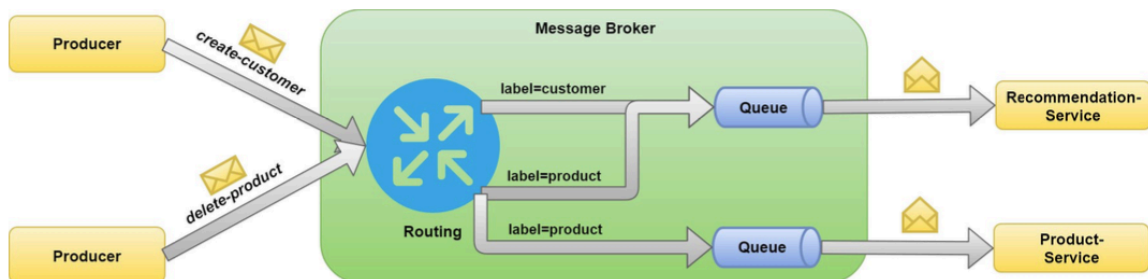 Message Broker
Producer
create-customer
label=customer
Queue
Recommendation-
Service
label=product
delete-product
Routing
label=product
Queue
Producer
Product-
Service